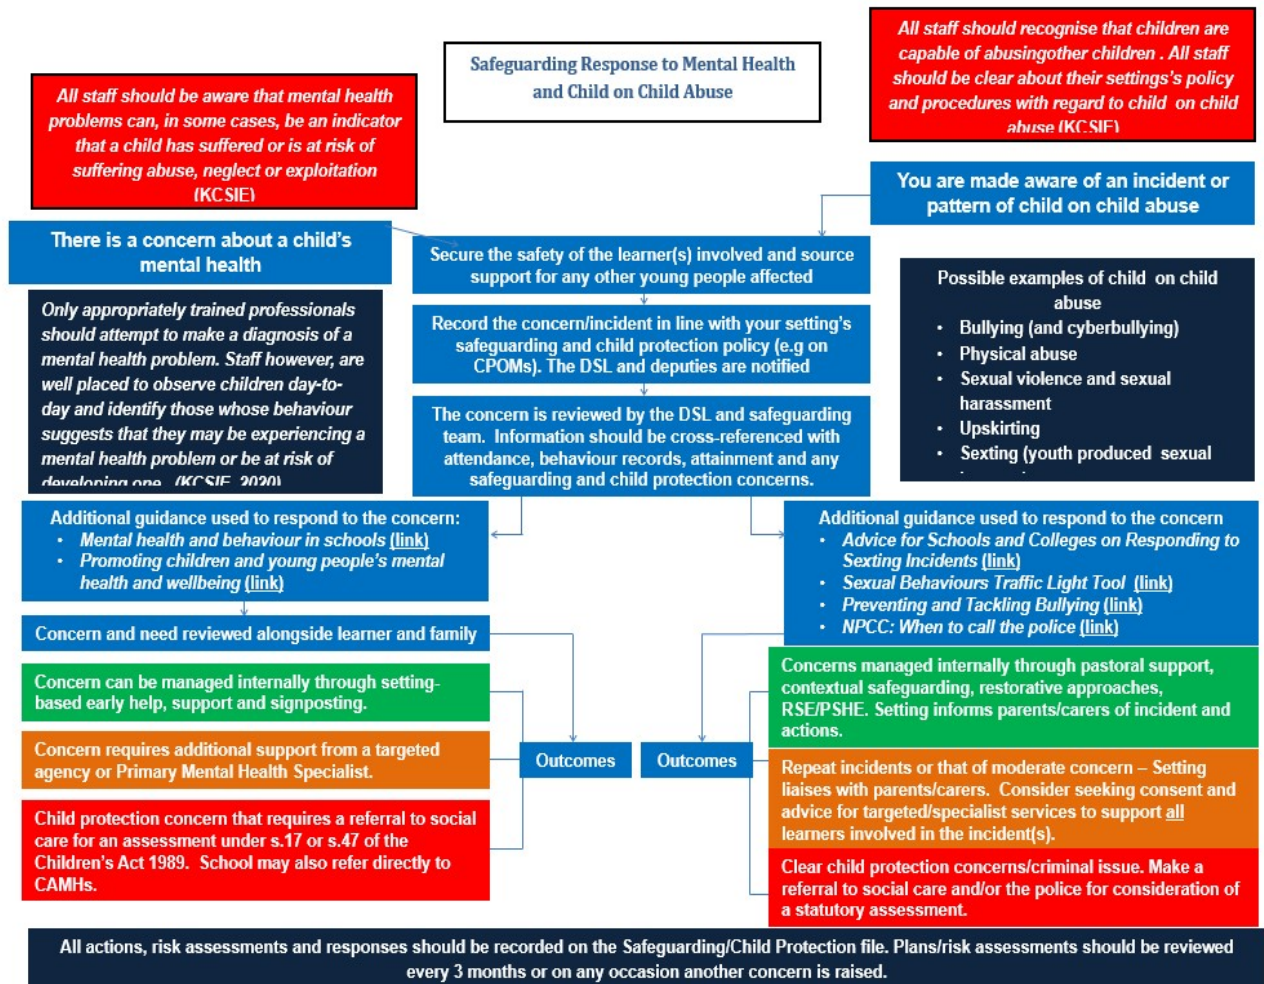 Safeguarding Response to Mental Health
and Child on Child Abuse
All staff should recognise that children are
capable of abusingother children . All staff
should be clear about their settings's policy
and procedures with regard to child  on child
abuse (KCSIE)
All staff should be aware that mental health
problems can, in some cases, be an indicator
that a child has suffered or is at risk of
suffering abuse, neglect or exploitation
(KCSIE)
You are made aware of an incident or
pattern of child on child abuse
There is a concern about a child's
mental health
Secure the safety of the learner(s) involved and source
support for any other young people affected
Only appropriately trained professionals
should attempt to make a diagnosis of a
mental health problem. Staff however, are
well placed to observe children day-to-
day and identify those whose behaviour
suggests that they may be experiencing a
mental health problem or be at risk of
developing one. (KCSIE, 2020)
Record the concern/incident in line with your setting's
safeguarding and child protection policy (e.g on
CPOMs). The DSL and deputies are notified
Possible examples of child  on child
abuse
• Bullying (and cyberbullying)
• Physical abuse
• Sexual violence and sexual
harassment
• Upskirting
• Sexting (youth produced  sexual
The concern is reviewed by the DSL and safeguarding
team.  Information should be cross-referenced with
attendance, behaviour records, attainment and any
safeguarding and child protection concerns.
Additional guidance used to respond to the concern:
• Mental health and behaviour in schools (link)
• Promoting children and young people's mental
health and wellbeing (link)
Additional guidance used to respond to the concern
• Advice for Schools and Colleges on Responding to
Sexting Incidents (link)
• Sexual Behaviours Traffic Light Tool  (link)
• Preventing and Tackling Bullying (link)
• NPCC: When to call the police (link)
Concern and need reviewed alongside learner and family
Concern can be managed internally through setting-
based early help, support and signposting.
Concern requires additional support from a targeted
agency or Primary Mental Health Specialist.
Child protection concern that requires a referral to social
care for an assessment under s.17 or s.47 of the
Children's Act 1989.  School may also refer directly to
CAMHs.
Outcomes
Outcomes
Concerns managed internally through pastoral support,
contextual safeguarding, restorative approaches,
RSE/PSHE. Setting informs parents/carers of incident and
actions.
Repeat incidents or that of moderate concern – Setting
liaises with parents/carers.  Consider seeking consent and
advice for targeted/specialist services to support all
learners involved in the incident(s).
Clear child protection concerns/criminal issue. Make a
referral to social care and/or the police for consideration of
a statutory assessment.
All actions, risk assessments and responses should be recorded on the Safeguarding/Child Protection file. Plans/risk assessments should be reviewed
every 3 months or on any occasion another concern is raised.